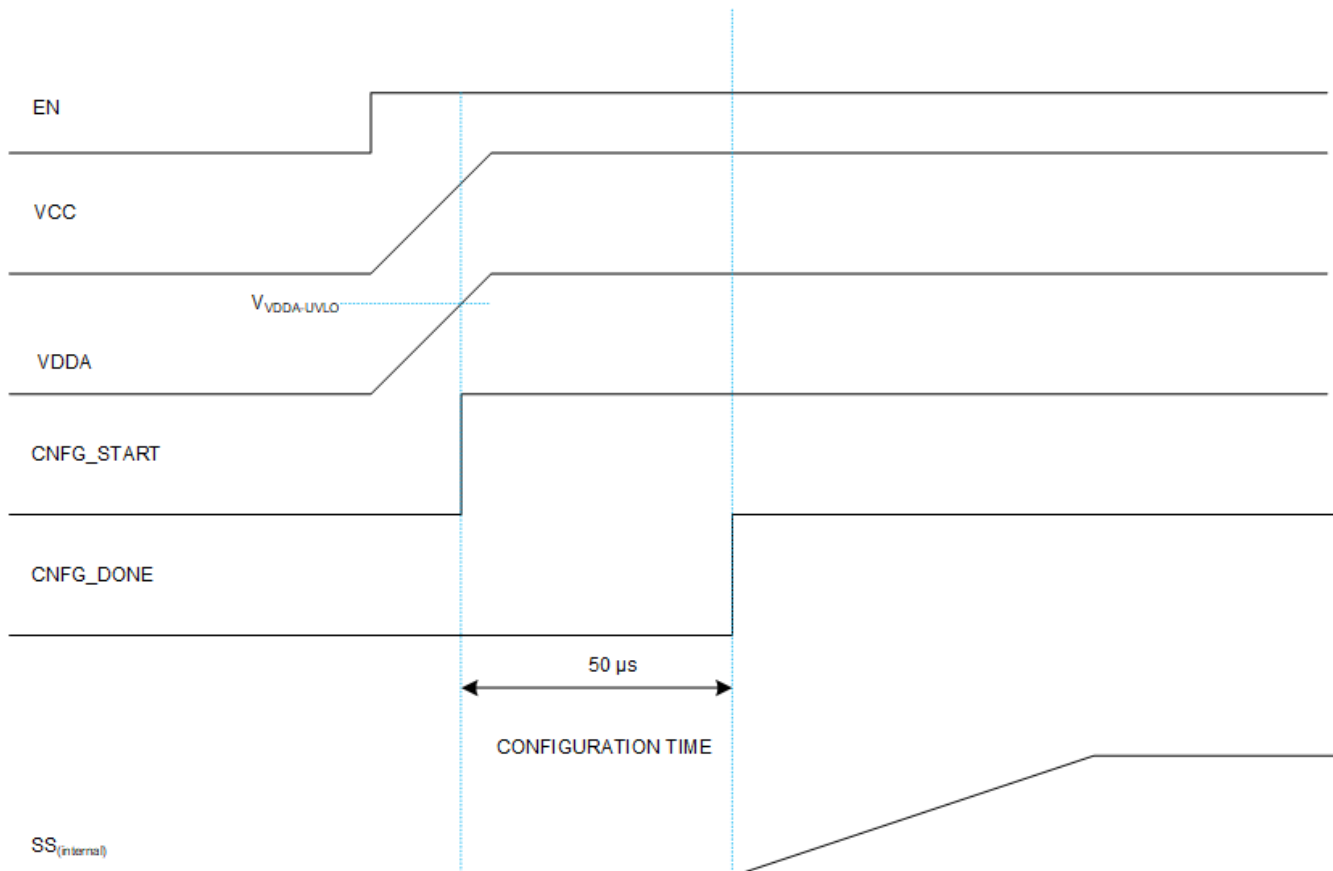 EN
VCC
VVDDA-UVLO
VDDA
CNFG_START
CNFG_DONE
50 µs
CONFIGURATION TIME
SS(internal)